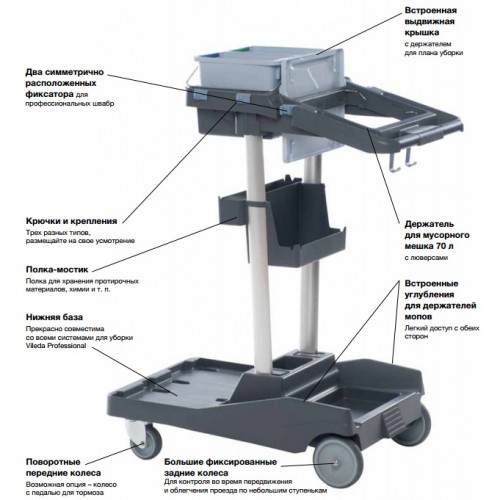 Встроенная
выдвижная
крышка
с держателем
для плана уборки
Два симметрично
расположенных
фиксатора для
профессиональных швабр
Крючки и крепления
Трех разных типов,
размещайте на свое усмотрение
Держатель
для мусорного
мешка 70 л
с люверсами
Полка-мостик
Полка для хранения протирочных
материалов, химии и т. п.
Встроенные
углубления
для держателей
мопов
Легкий доступ с обеих
сторон
Нижняя база
Прекрасно совместима
со всеми системами для уборки
Vileda Professional
Поворотные
передние колеса
Возможная опция – колесо
с педалью для тормоза
Большие фиксированные
задние колеса
Для контроля во время передвижения
и облегчения проезда по небольшим ступенькам